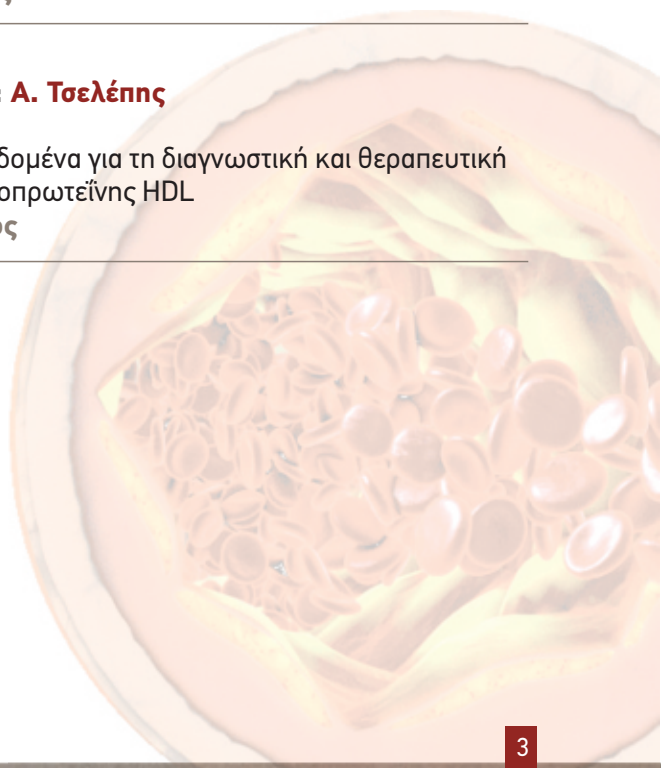 Α. Τσελέπης
δομένα για τη διαγνωστική και θεραπευτική
οπρωτεΐνης HDL
ος
3